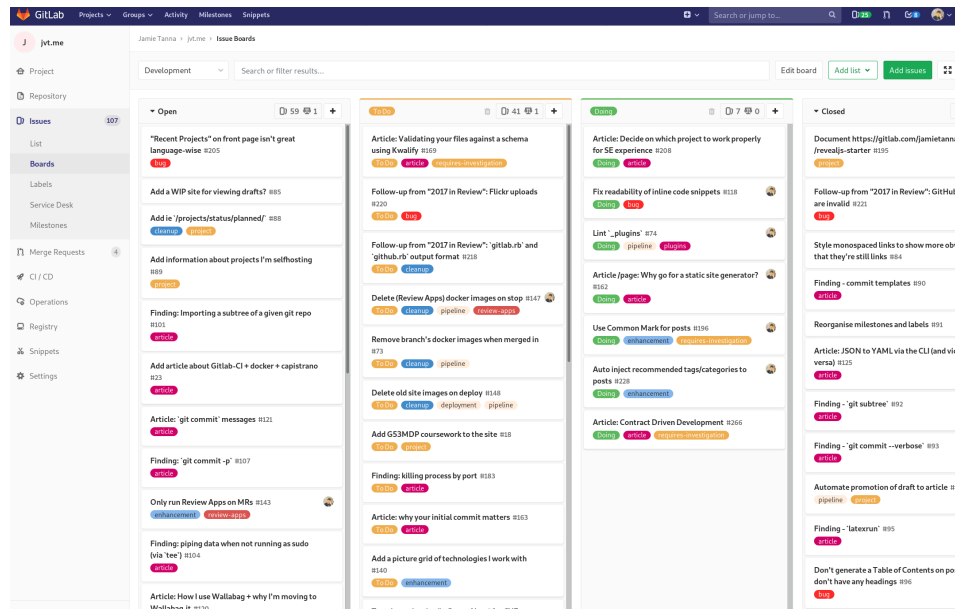 GitLab Projects Groups Activity Milestones Snippets Search or jump to... 25 8
J jvt.me
Jamie Tanna > jvt.me > Issue Boards
Project
Repository
Issues 107
List
Boards
Labels
Service Desk
Milestones
Merge Requests 4
CI / CD
Operations
Registry
Snippets
Settings
Development Search or filter results... Edit board Add list Add issues
Open 59 1 +
"Recent Projects" on front page isn't great
language-wise #205
bug
Add a WIP site for viewing drafts? #85
Add ie `/projects/status/planned/` #88
cleanup project
Add information about projects I'm selfhosting
#89
project
Finding: Importing a subtree of a given git repo
#101
article
Add article about Gitlab-CI + docker + capistrano
#23
article
Article: `git commit` messages #121
article
Finding: `git commit -p` #107
article
Only run Review Apps on MRs #143
enhancement review-apps
Finding: piping data when not running as sudo
(via `tee`) #104
article
Article: How I use Wallabag + why I'm moving to
Wallabag.it #120
To Do 41 1 +
Article: Validating your files against a schema
using Kwalify #169
To Do article requires-investigation
Follow-up from "2017 in Review": Flickr uploads
#220
To Do bug
Follow-up from "2017 in Review": `gitlab.rb` and
`github.rb` output format #218
To Do cleanup
Delete (Review Apps) docker images on stop #147
To Do cleanup pipeline review-apps
Remove branch's docker images when merged in
#73
To Do cleanup pipeline
Delete old site images on deploy #148
To Do cleanup deployment pipeline
Add G53MDP coursework to the site #18
To Do project
Finding: killing process by port #183
To Do article
Article: why your initial commit matters #163
To Do article
Add a picture grid of technologies I work with
#140
To Do enhancement
Doing 7 0 +
Article: Decide on which project to work properly
for SE experience #208
Doing article
Fix readability of inline code snippets #118
Doing bug
Lint `_plugins` #74
Doing pipeline plugins
Article /page: Why go for a static site generator?
#162
Doing article
Use Common Mark for posts #196
Doing enhancement requires-investigation
Auto inject recommended tags/categories to
posts #228
Doing enhancement
Article: Contract Driven Development #266
Doing article requires-investigation
Closed
Document https://gitlab.com/jamietanna
/revealjs-starter #195
project
Follow-up from "2017 in Review": GitHub
are invalid #221
bug
Style monospaced links to show more
that they're still links #84
Finding - commit templates #90
article
Reorganise milestones and labels #91
Article: JSON to YAML via the CLI (and
versa) #125
article
Finding - `git subtree` #92
article
Finding - `git commit --verbose` #93
article
Automate promotion of draft to article
pipeline project
Finding - `latexrun` #95
article
Don't generate a Table of Contents on
don't have any headings #96
bug